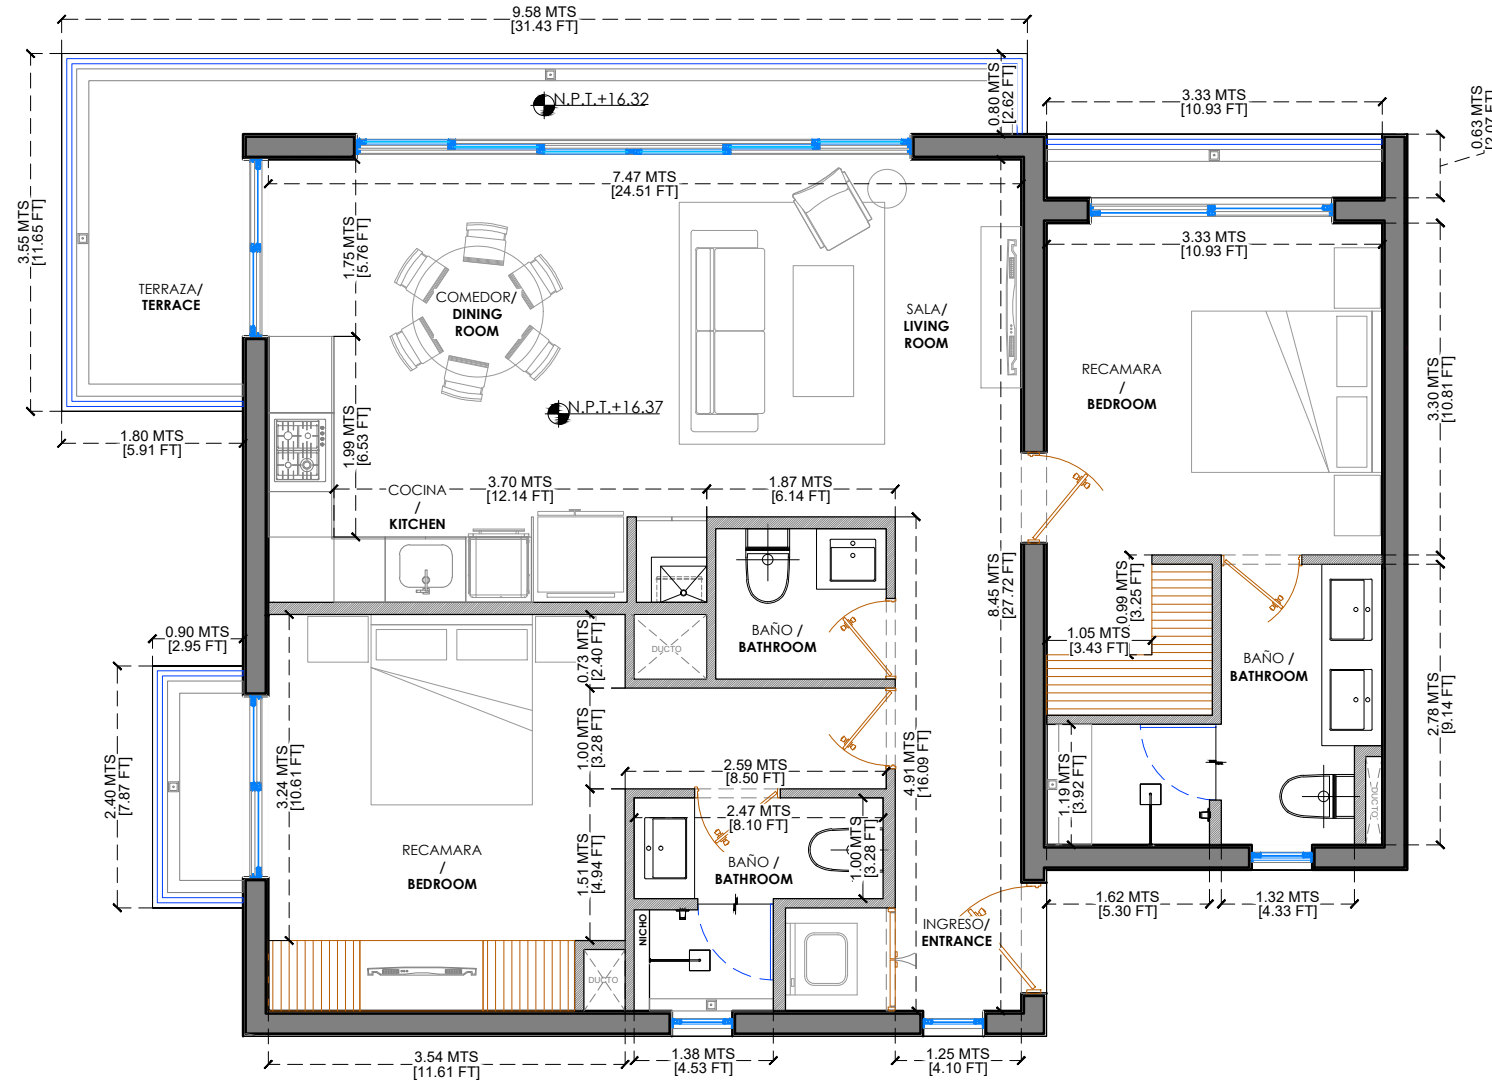 9.58 MTS
[31.43 FT]
N.P.T.+16.32
0.80 MTS
[2.62 FT]
3.33 MTS
[10.93 FT]
0.63 MTS
[2.07 FT]
3.55 MTS
[11.65 FT]
7.47 MTS
[24.51 FT]
1.75 MTS
[5.76 FT]
3.33 MTS
[10.93 FT]
TERRAZA/
TERRACE
COMEDOR/
DINING
ROOM
SALA/
LIVING
ROOM
RECAMARA
/
BEDROOM
3.30 MTS
[10.81 FT]
N.P.T.+16.37
1.80 MTS
[5.91 FT]
1.99 MTS
[6.53 FT]
COCINA
/
KITCHEN
3.70 MTS
[12.14 FT]
1.87 MTS
[6.14 FT]
8.45 MTS
[27.72 FT]
0.99 MTS
[3.25 FT]
1.05 MTS
[3.43 FT]
0.90 MTS
[2.95 FT]
0.73 MTS
[2.40 FT]
DUCTO
BAÑO /
BATHROOM
BAÑO /
BATHROOM
2.78 MTS
[9.14 FT]
2.40 MTS
[7.87 FT]
3.24 MTS
[10.61 FT]
1.00 MTS
[3.28 FT]
2.59 MTS
[8.50 FT]
4.91 MTS
[16.09 FT]
1.19 MTS
[3.92 FT]
DUCTO
2.47 MTS
[8.10 FT]
1.00 MTS
[3.28 FT]
RECAMARA
/
BEDROOM
1.51 MTS
[4.94 FT]
BAÑO /
BATHROOM
1.62 MTS
[5.30 FT]
1.32 MTS
[4.33 FT]
NICHO
INGRESO/
ENTRANCE
DUCTO
3.54 MTS
[11.61 FT]
1.38 MTS
[4.53 FT]
1.25 MTS
[4.10 FT]